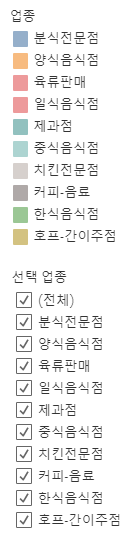 업종
분식전문점
양식음식점
육류판매
일식음식점
제과점
중식음식점
치킨전문점
커피-음료
한식음식점
호프-간이주점
선택 업종
(전체)
분식전문점
양식음식점
육류판매
일식음식점
제과점
중식음식점
치킨전문점
커피-음료
한식음식점
호프-간이주점